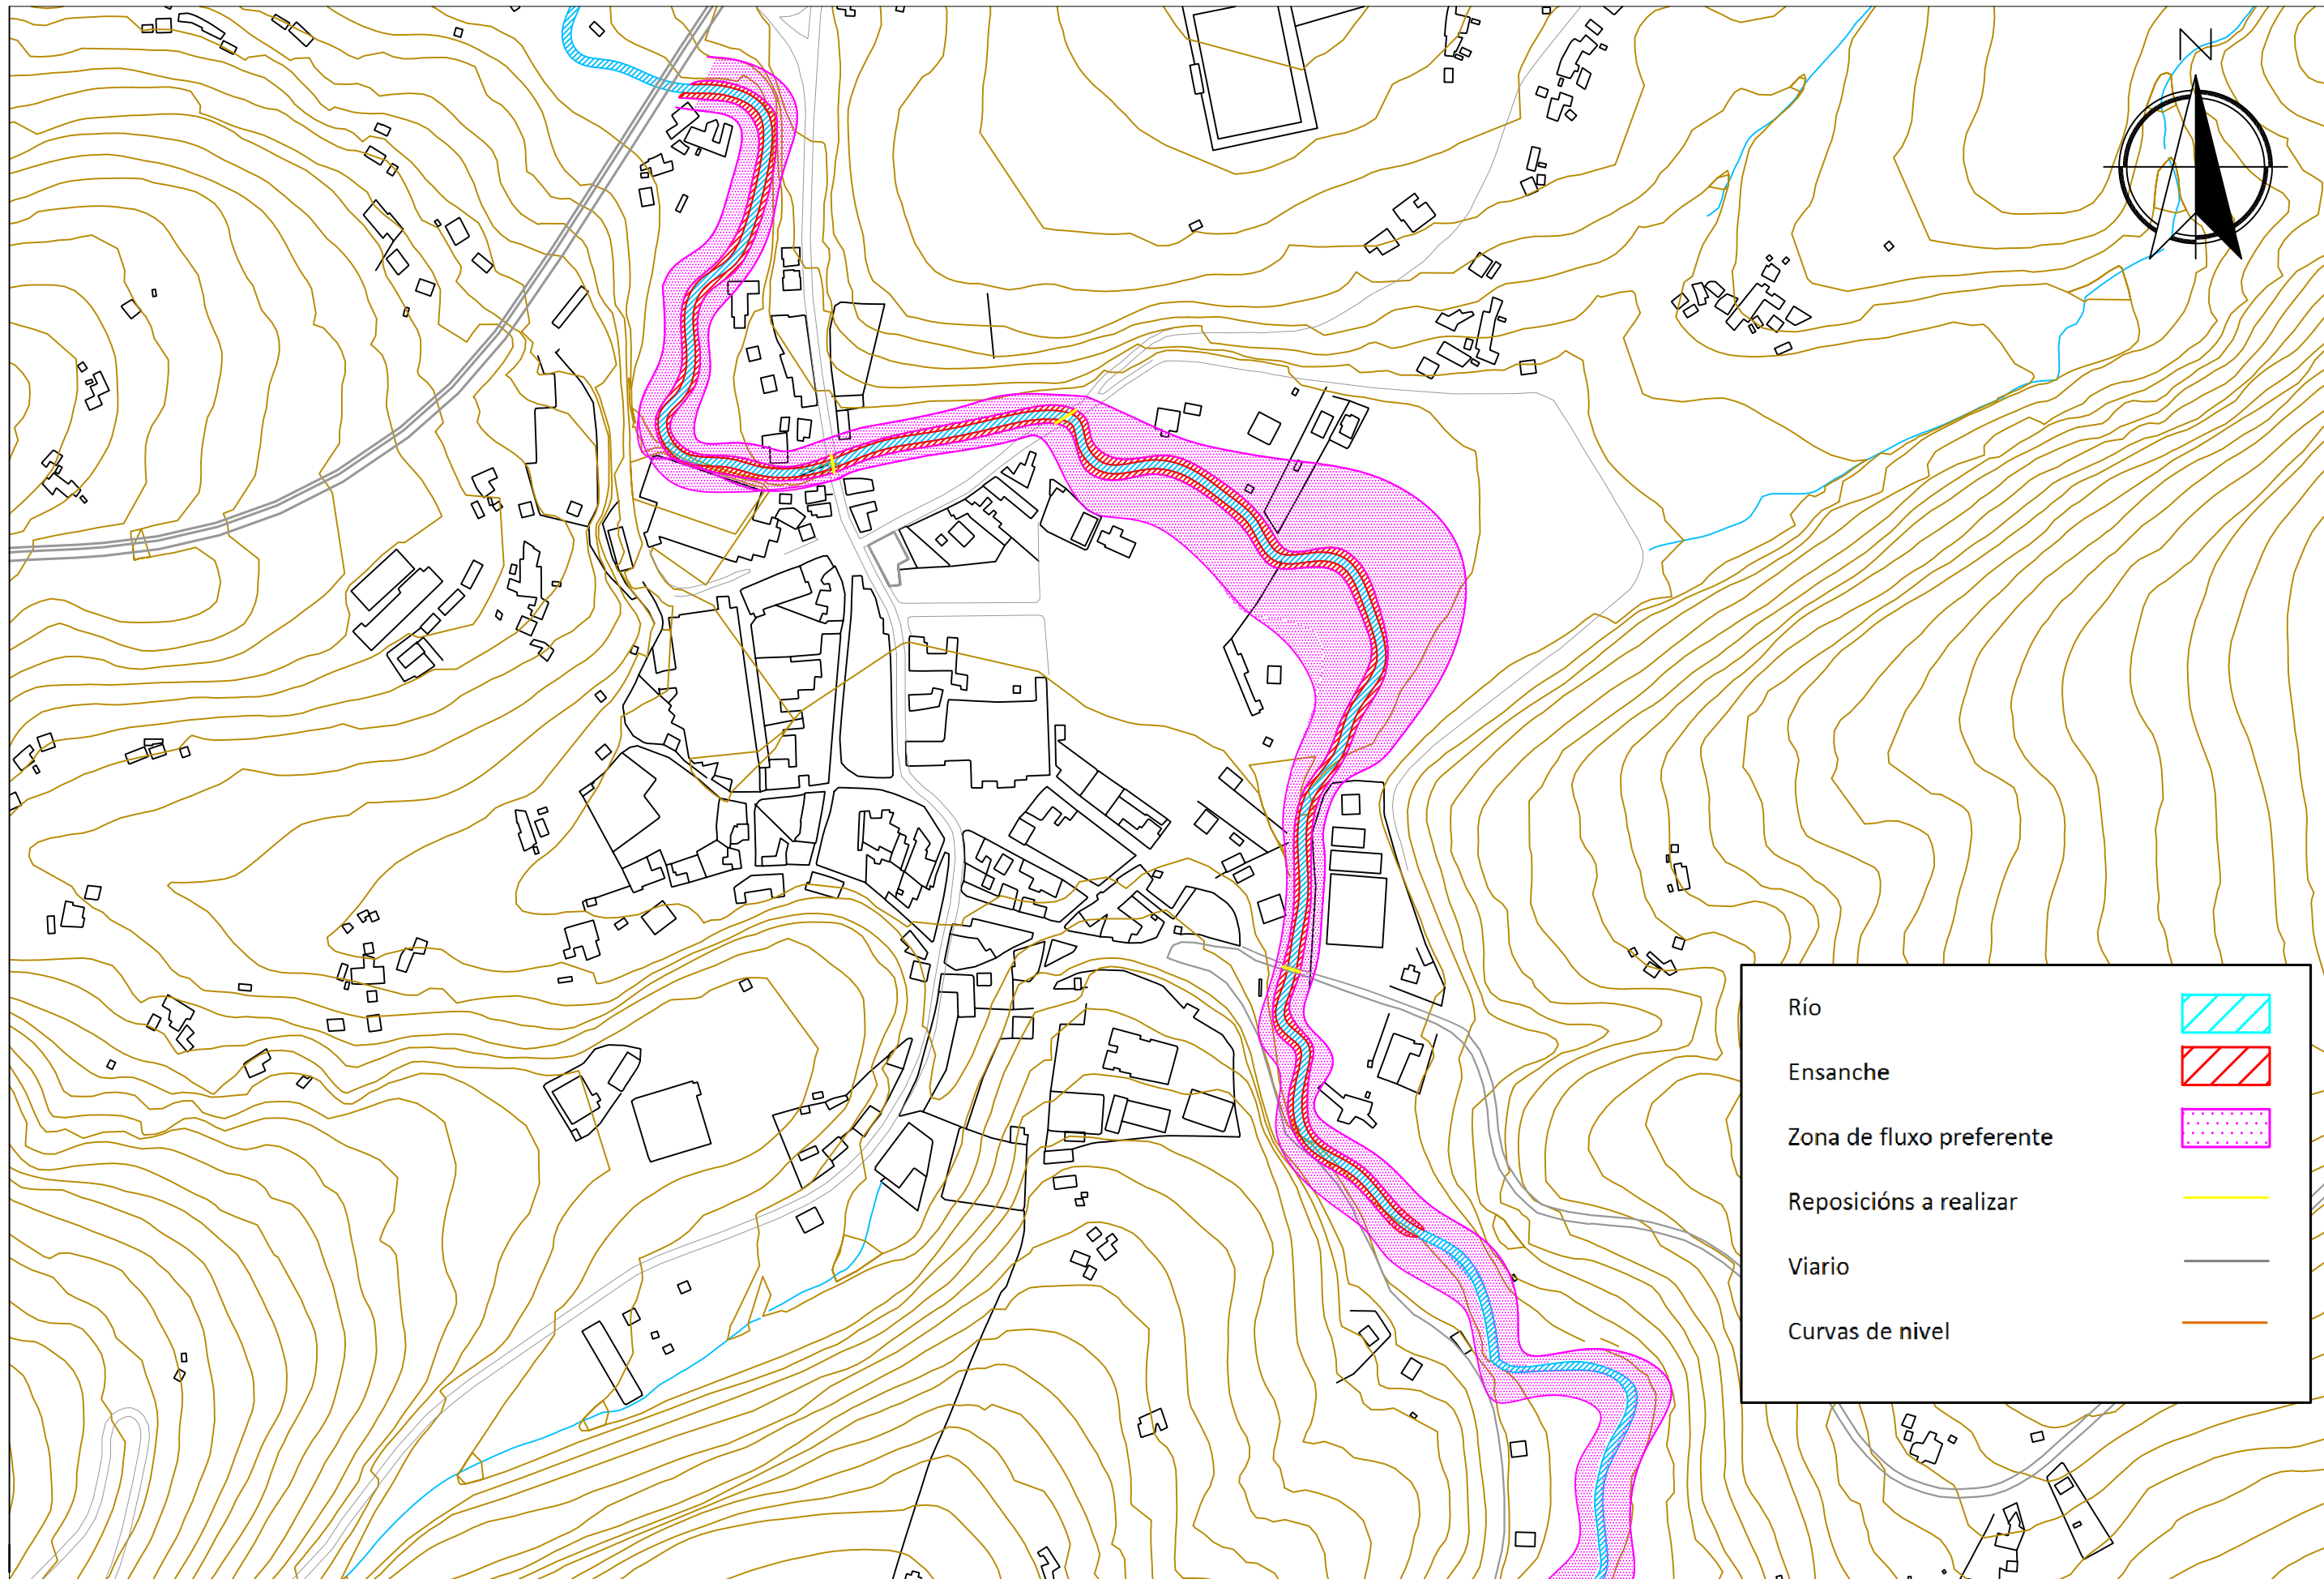 N
Río
Ensanche
Zona de fluxo preferente
Reposicións a realizar
Viario
Curvas de nivel